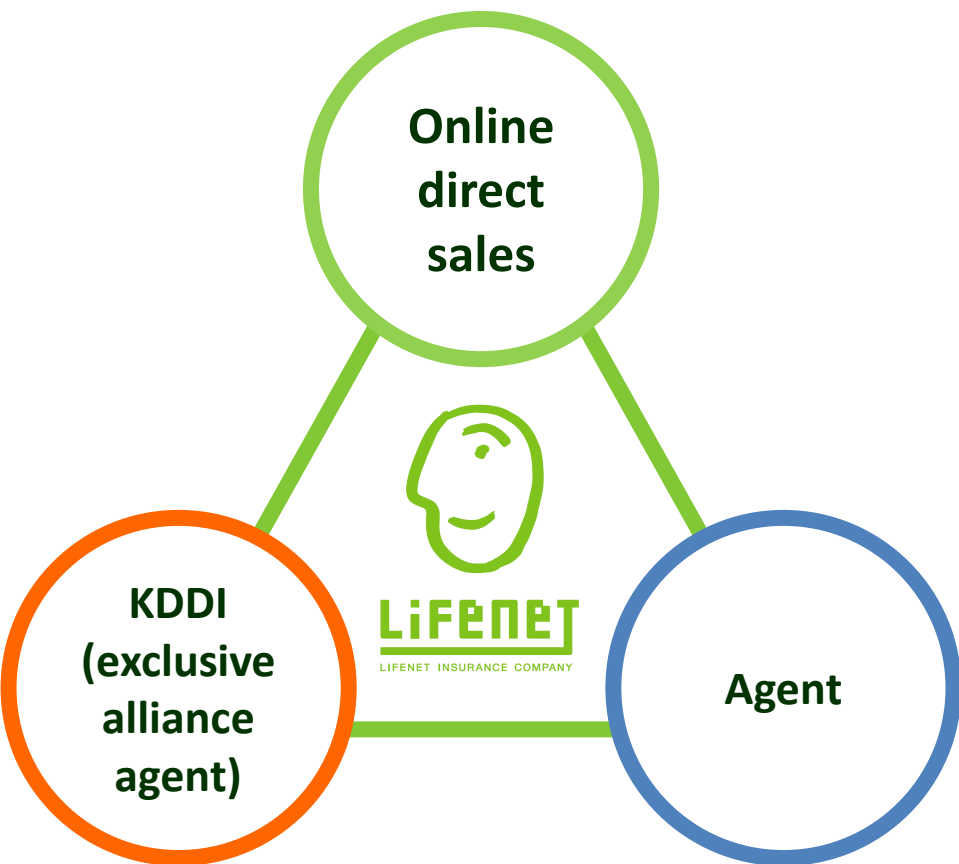 Online
direct
sales
LiFENET
LIFENET INSURANCE COMPANY
KDDI
(exclusive
alliance
agent)
Agent